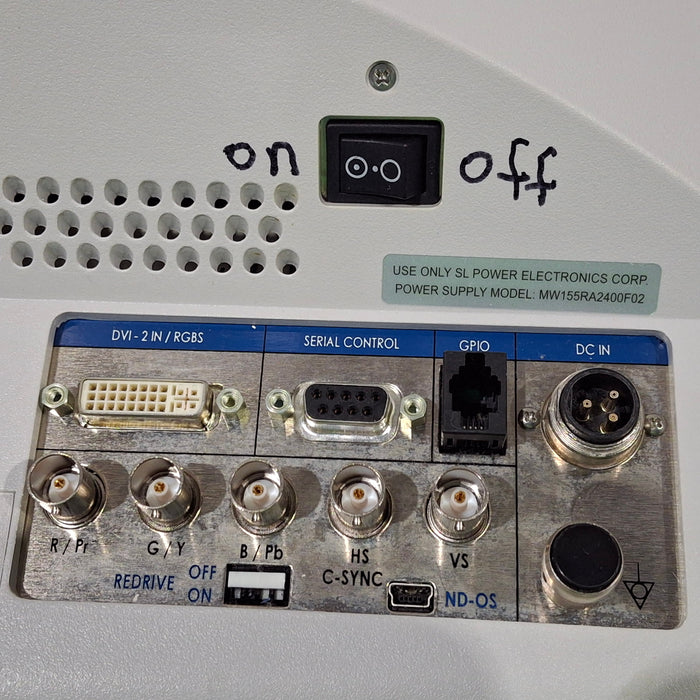 on off
USE ONLY SL POWER ELECTRONICS CORP.
POWER SUPPLY MODEL: MW155RA2400F02
DVI - 2 IN / RGBS
SERIAL CONTROL
GPIO
DC IN
R / Pr
G / Y
B / Pb
HS
C-SYNC
VS
REDRIVE
OFF
ON
ND-OS